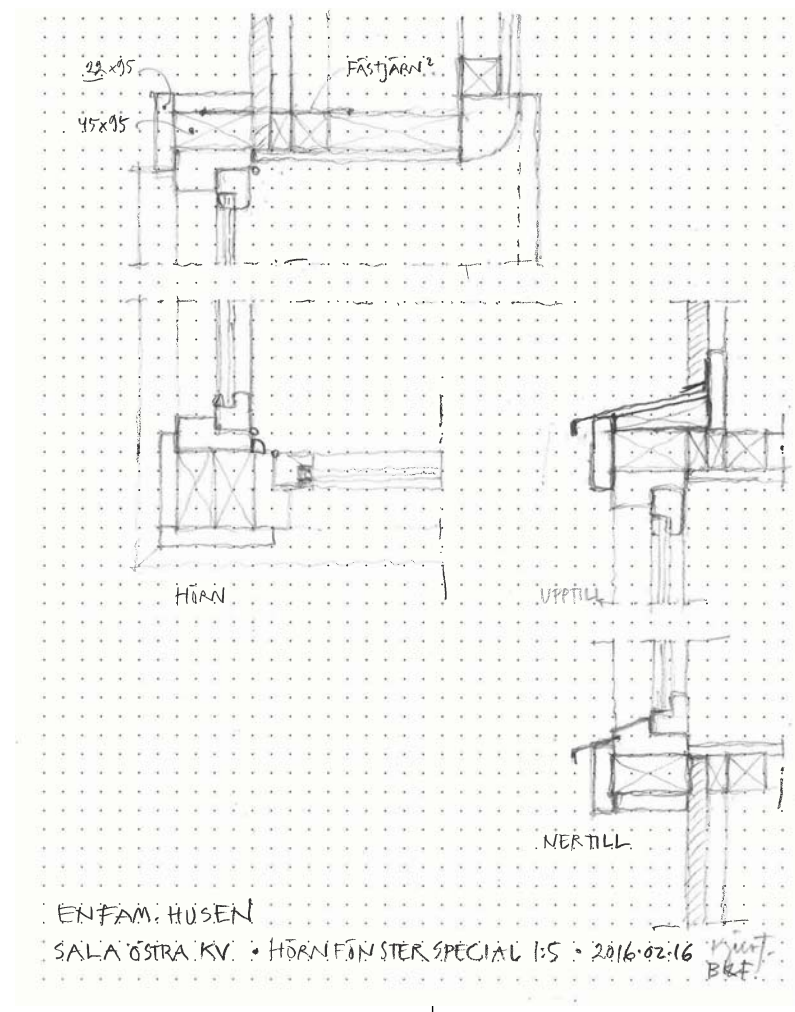 22x95
FÄSTJÄRN?
45x95
HÖRN
UPPTILL
NERTILL
ENFAM. HUSEN
SALA ÖSTRA KV. • HÖRNFÖNSTER SPECIAL 1:5 • 2016.02.16